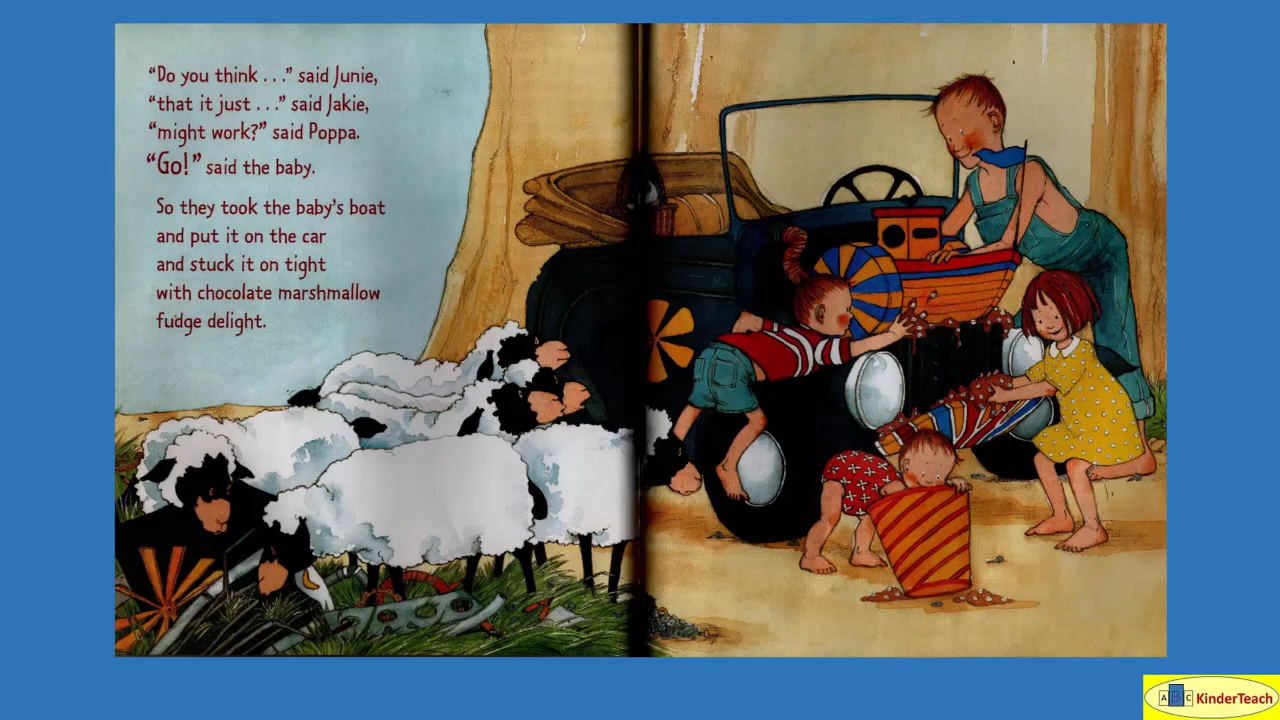 “Do you think . . .” said Junie,
“that it just . . .” said Jakie,
“might work?” said Poppa.
“Go!” said the baby.
So they took the baby’s boat
and put it on the car
and stuck it on tight
with chocolate marshmallow
fudge delight.
A B C KinderTeach